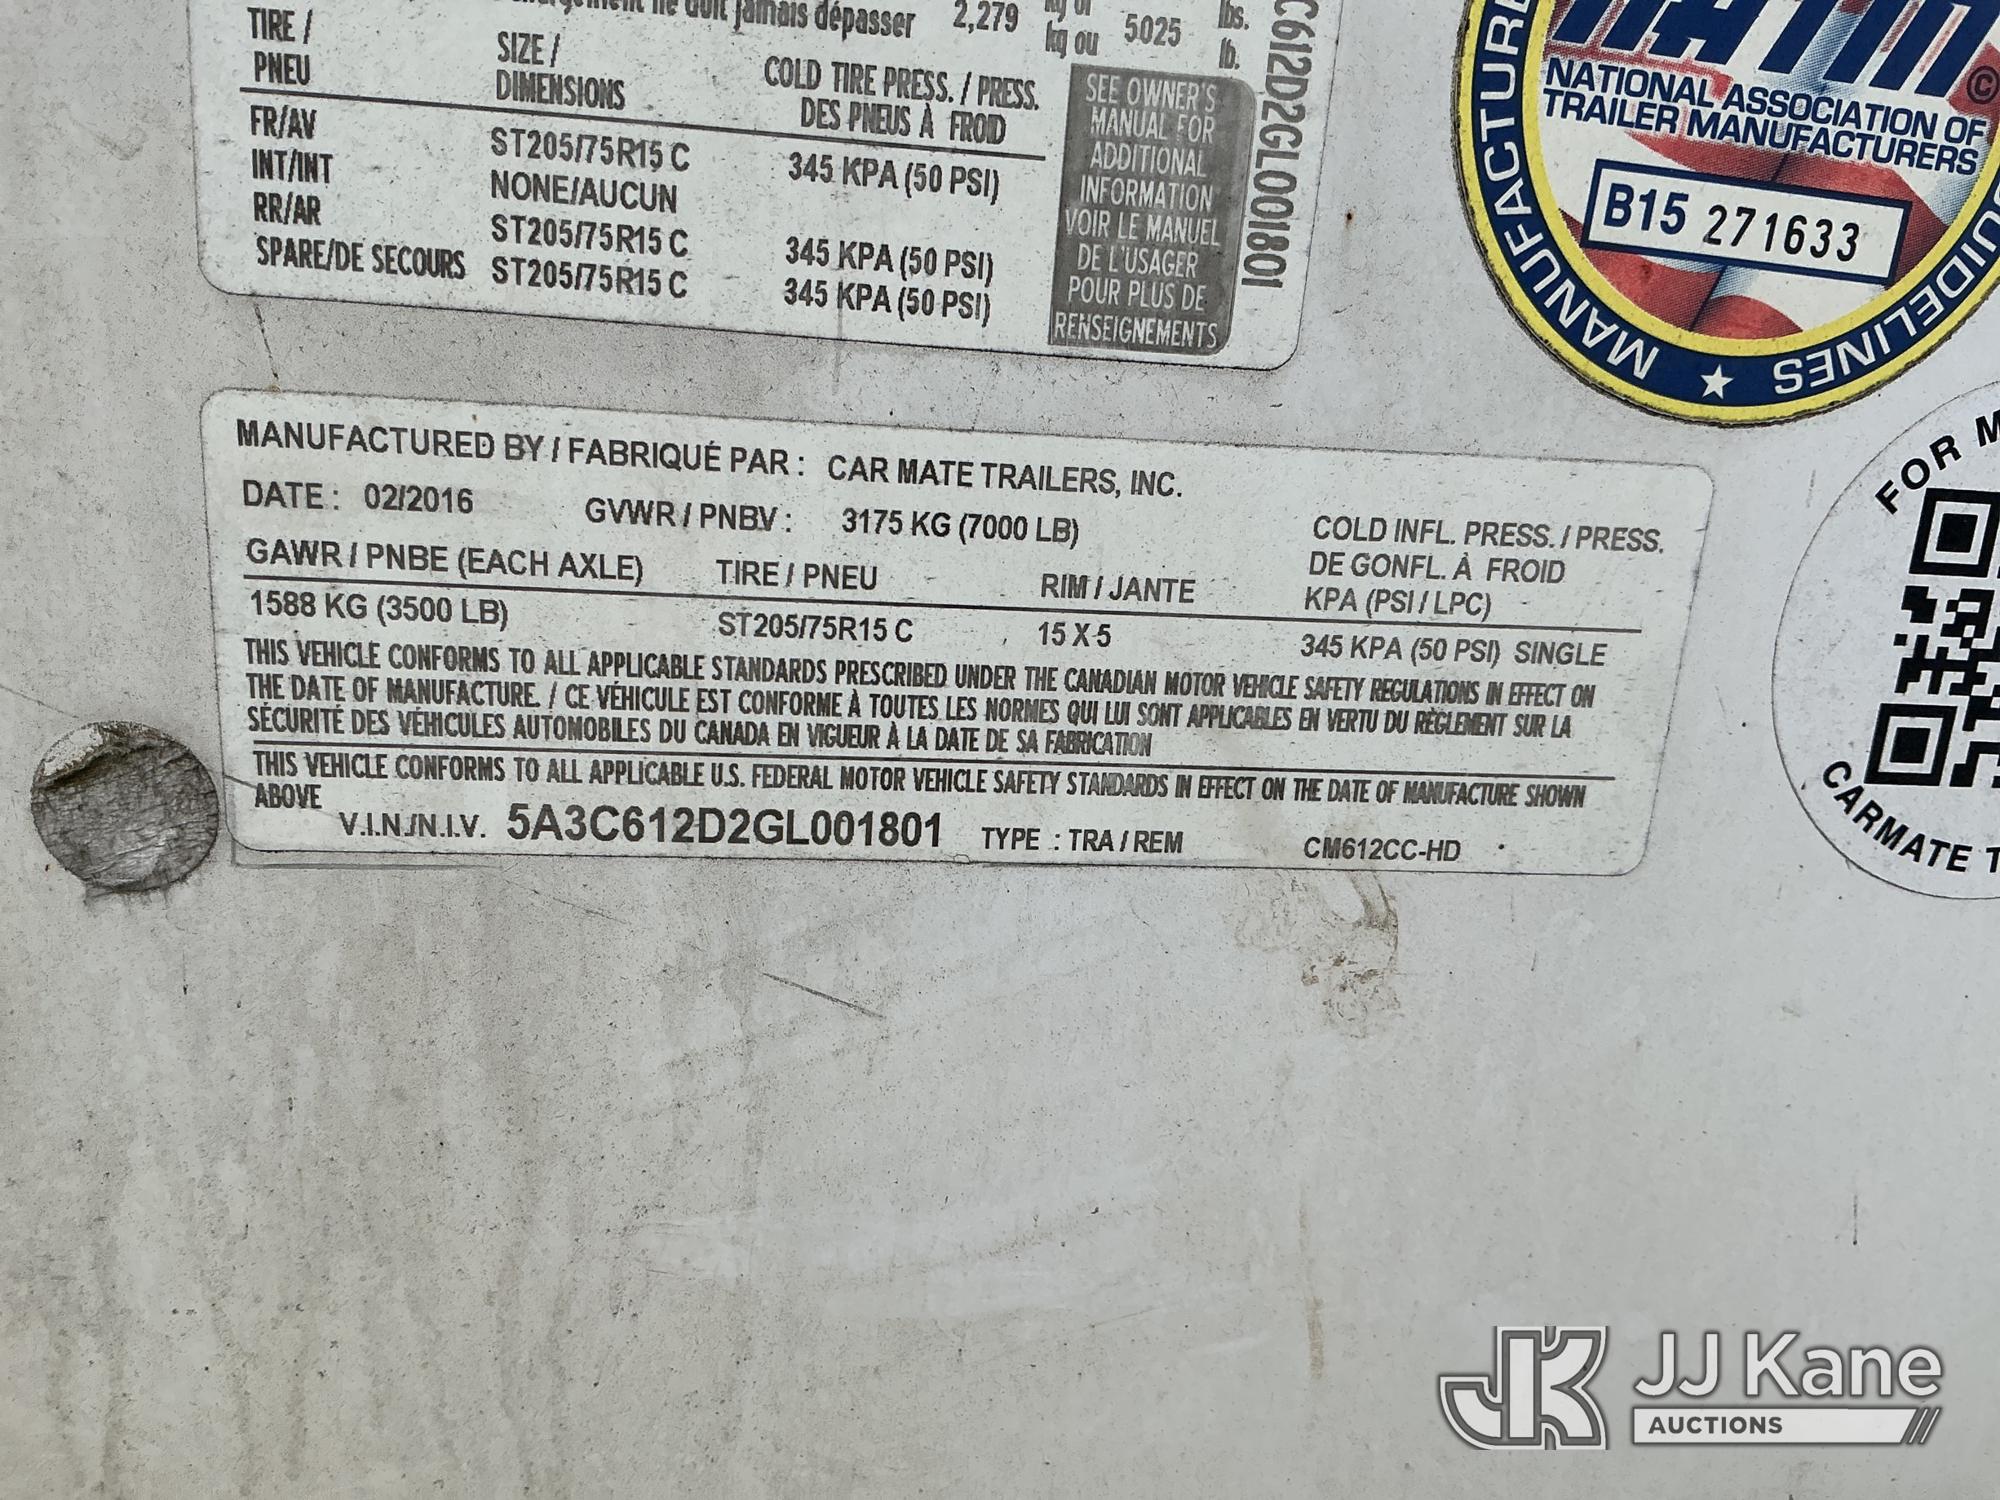 ne doit jamais dépasser 2,279 kg ou 5025 lb.
lbs.
TIRE / PNEU
SIZE / DIMENSIONS
COLD TIRE PRESS. / PRESS. DES PNEUS À FROID
FR/AV ST205/75R15 C 345 KPA (50 PSI)
INT/INT NONE/AUCUN
RR/AR ST205/75R15 C 345 KPA (50 PSI)
SPARE/DE SECOURS ST205/75R15 C 345 KPA (50 PSI)
SEE OWNER'S
MANUAL FOR
ADDITIONAL
INFORMATION
VOIR LE MANUEL
DE L'USAGER
POUR PLUS DE
RENSEIGNEMENTS
C612D2GL001801
NATM ©
NATIONAL ASSOCIATION OF
TRAILER MANUFACTURERS
B15 271633
MANUFACTURE
★
GUIDELINES
MANUFACTURED BY / FABRIQUÉ PAR : CAR MATE TRAILERS, INC.
DATE : 02/2016 GVWR / PNBV : 3175 KG (7000 LB)
GAWR / PNBE (EACH AXLE) TIRE / PNEU RIM / JANTE
COLD INFL. PRESS. / PRESS.
DE GONFL. À FROID
KPA (PSI / LPC)
1588 KG (3500 LB) ST205/75R15 C 15 X 5 345 KPA (50 PSI) SINGLE
THIS VEHICLE CONFORMS TO ALL APPLICABLE STANDARDS PRESCRIBED UNDER THE CANADIAN MOTOR VEHICLE SAFETY REGULATIONS IN EFFECT ON
THE DATE OF MANUFACTURE. / CE VÉHICULE EST CONFORME À TOUTES LES NORMES QUI LUI SONT APPLICABLES EN VERTU DU RÈGLEMENT SUR LA
SÉCURITÉ DES VÉHICULES AUTOMOBILES DU CANADA EN VIGUEUR À LA DATE DE SA FABRICATION
THIS VEHICLE CONFORMS TO ALL APPLICABLE U.S. FEDERAL MOTOR VEHICLE SAFETY STANDARDS IN EFFECT ON THE DATE OF MANUFACTURE SHOWN
ABOVE
V.I.N./N.I.V. 5A3C612D2GL001801 TYPE : TRA / REM CM612CC-HD
FOR M
CARMATE T
JK JJ Kane
AUCTIONS